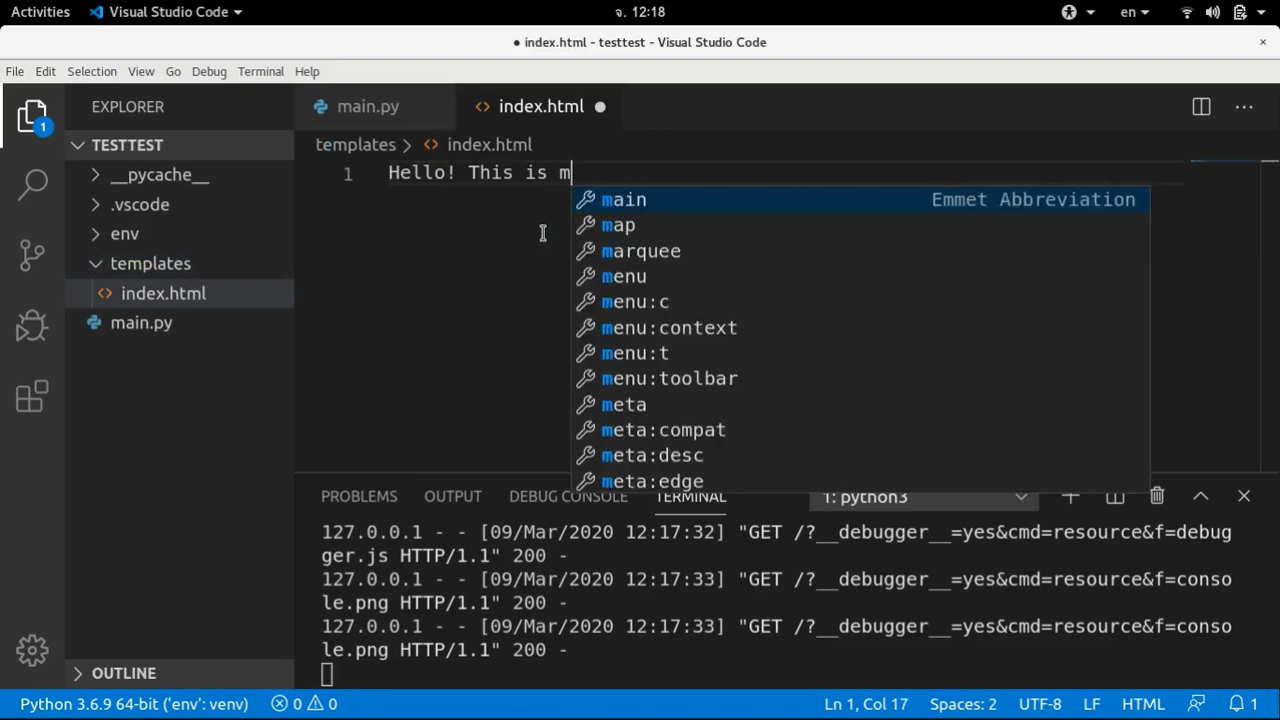 Activities Visual Studio Code จ. 12:18 en
● index.html - testtest - Visual Studio Code ×
File Edit Selection View Go Debug Terminal Help
EXPLORER main.py index.html
TESTTEST templates > index.html
__pycache__
.vscode
env
templates
index.html
main.py
1
OUTLINE
1 Hello! This is m
main Emmet Abbreviation
map
marquee
menu
menu:c
menu:context
menu:t
menu:toolbar
meta
meta:compat
meta:desc
meta:edge
PROBLEMS OUTPUT DEBUG CONSOLE TERMINAL 1: python3
127.0.0.1 - - [09/Mar/2020 12:17:32] "GET /?__debugger__=yes&cmd=resource&f=debug
ger.js HTTP/1.1" 200 -
127.0.0.1 - - [09/Mar/2020 12:17:33] "GET /?__debugger__=yes&cmd=resource&f=conso
le.png HTTP/1.1" 200 -
127.0.0.1 - - [09/Mar/2020 12:17:33] "GET /?__debugger__=yes&cmd=resource&f=conso
le.png HTTP/1.1" 200 -
Python 3.6.9 64-bit ('env': venv) 0 0 Ln 1, Col 17 Spaces: 2 UTF-8 LF HTML 1